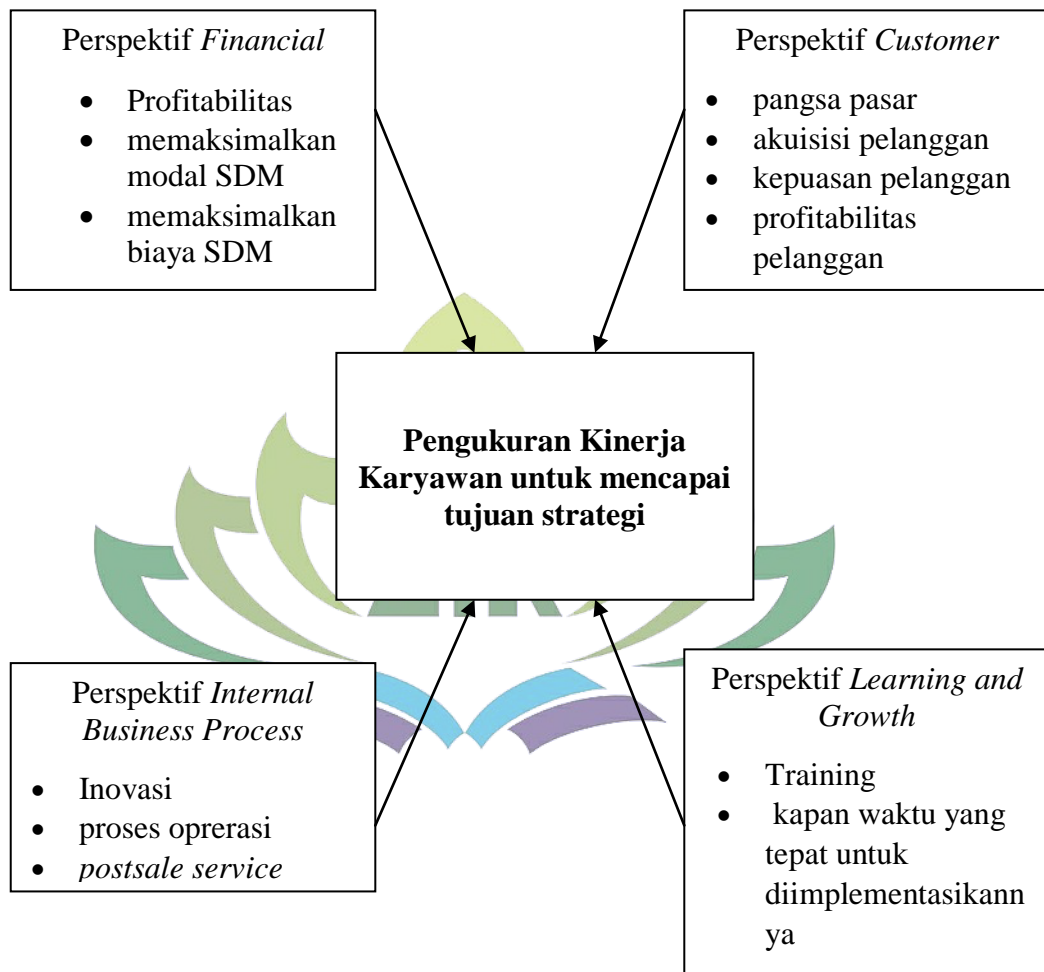 Perspektif Financial
• Profitabilitas
• memaksimalkan
modal SDM
• memaksimalkan
biaya SDM
Perspektif Customer
• pangsa pasar
• akuisisi pelanggan
• kepuasan pelanggan
• profitabilitas
pelanggan
Pengukuran Kinerja
Karyawan untuk mencapai
tujuan strategi
Perspektif Internal
Business Process
• Inovasi
• proses oprerasi
• postsale service
Perspektif Learning and
Growth
• Training
• kapan waktu yang
tepat untuk
diimplementasikann
ya